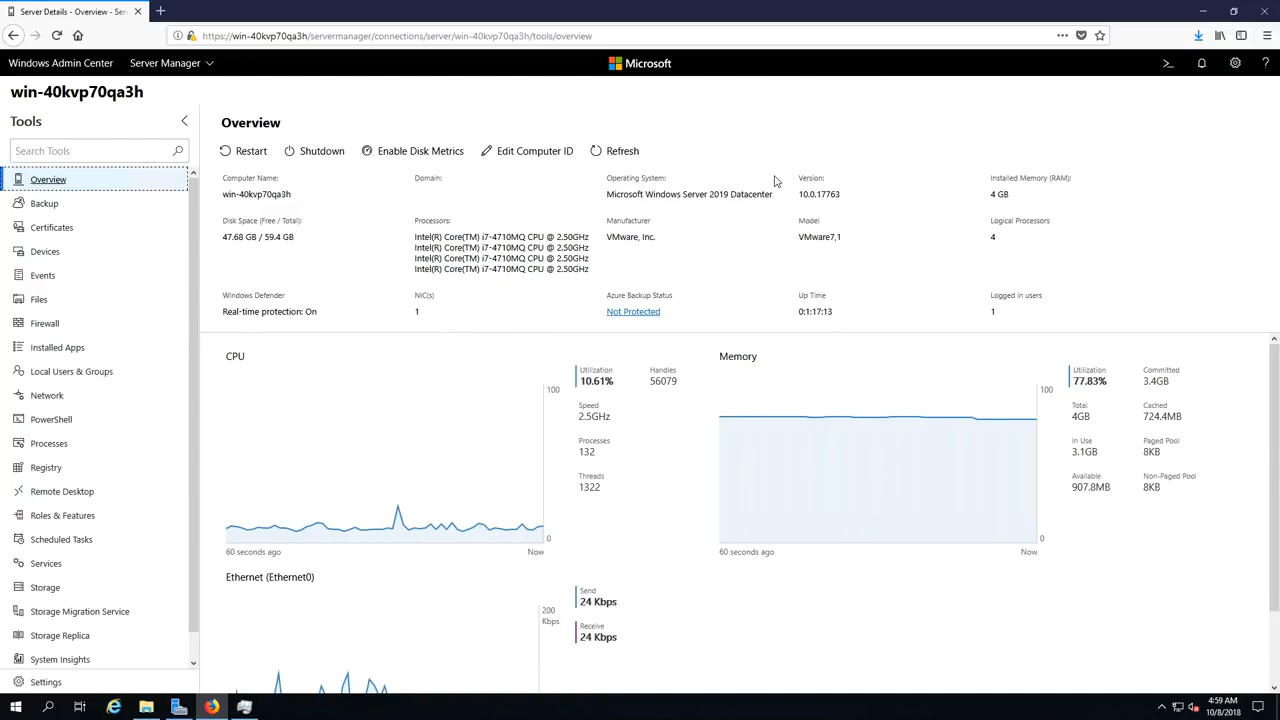 Server Details - Overview - Ser
https://win-40kvp70qa3h/servermanager/connections/server/win-40kvp70qa3h/tools/overview
Windows Admin Center
Server Manager
Microsoft
win-40kvp70qa3h
Tools
Search Tools
Overview
Backup
Certificates
Devices
Events
Files
Firewall
Installed Apps
Local Users & Groups
Network
PowerShell
Processes
Registry
Remote Desktop
Roles & Features
Scheduled Tasks
Services
Storage
Storage Migration Service
Storage Replica
System Insights
Settings
Overview
Restart Shutdown Enable Disk Metrics Edit Computer ID Refresh
Computer Name: Domain: Operating System: Version: Installed Memory (RAM):
win-40kvp70qa3h Microsoft Windows Server 2019 Datacenter 10.0.17763 4 GB
Disk Space (Free / Total): Processors: Manufacturer Model Logical Processors
47.68 GB / 59.4 GB Intel(R) Core(TM) i7-4710MQ CPU @ 2.50GHz VMware, Inc. VMware7,1 4
Intel(R) Core(TM) i7-4710MQ CPU @ 2.50GHz
Intel(R) Core(TM) i7-4710MQ CPU @ 2.50GHz
Intel(R) Core(TM) i7-4710MQ CPU @ 2.50GHz
Windows Defender NIC(s) Azure Backup Status Up Time Logged in users
Real-time protection: On 1 Not Protected 0:1:17:13 1
CPU
100
0
60 seconds ago Now
Utilization Handles
10.61% 56079
Speed
2.5GHz
Processes
132
Threads
1322
Memory
100
0
60 seconds ago Now
Utilization Committed
77.83% 3.4GB
Total Cached
4GB 724.4MB
In Use Paged Pool
3.1GB 8KB
Available Non-Paged Pool
907.8MB 8KB
Ethernet (Ethernet0)
200
Kbps
Send
24 Kbps
Receive
24 Kbps
4:59 AM
10/8/2018